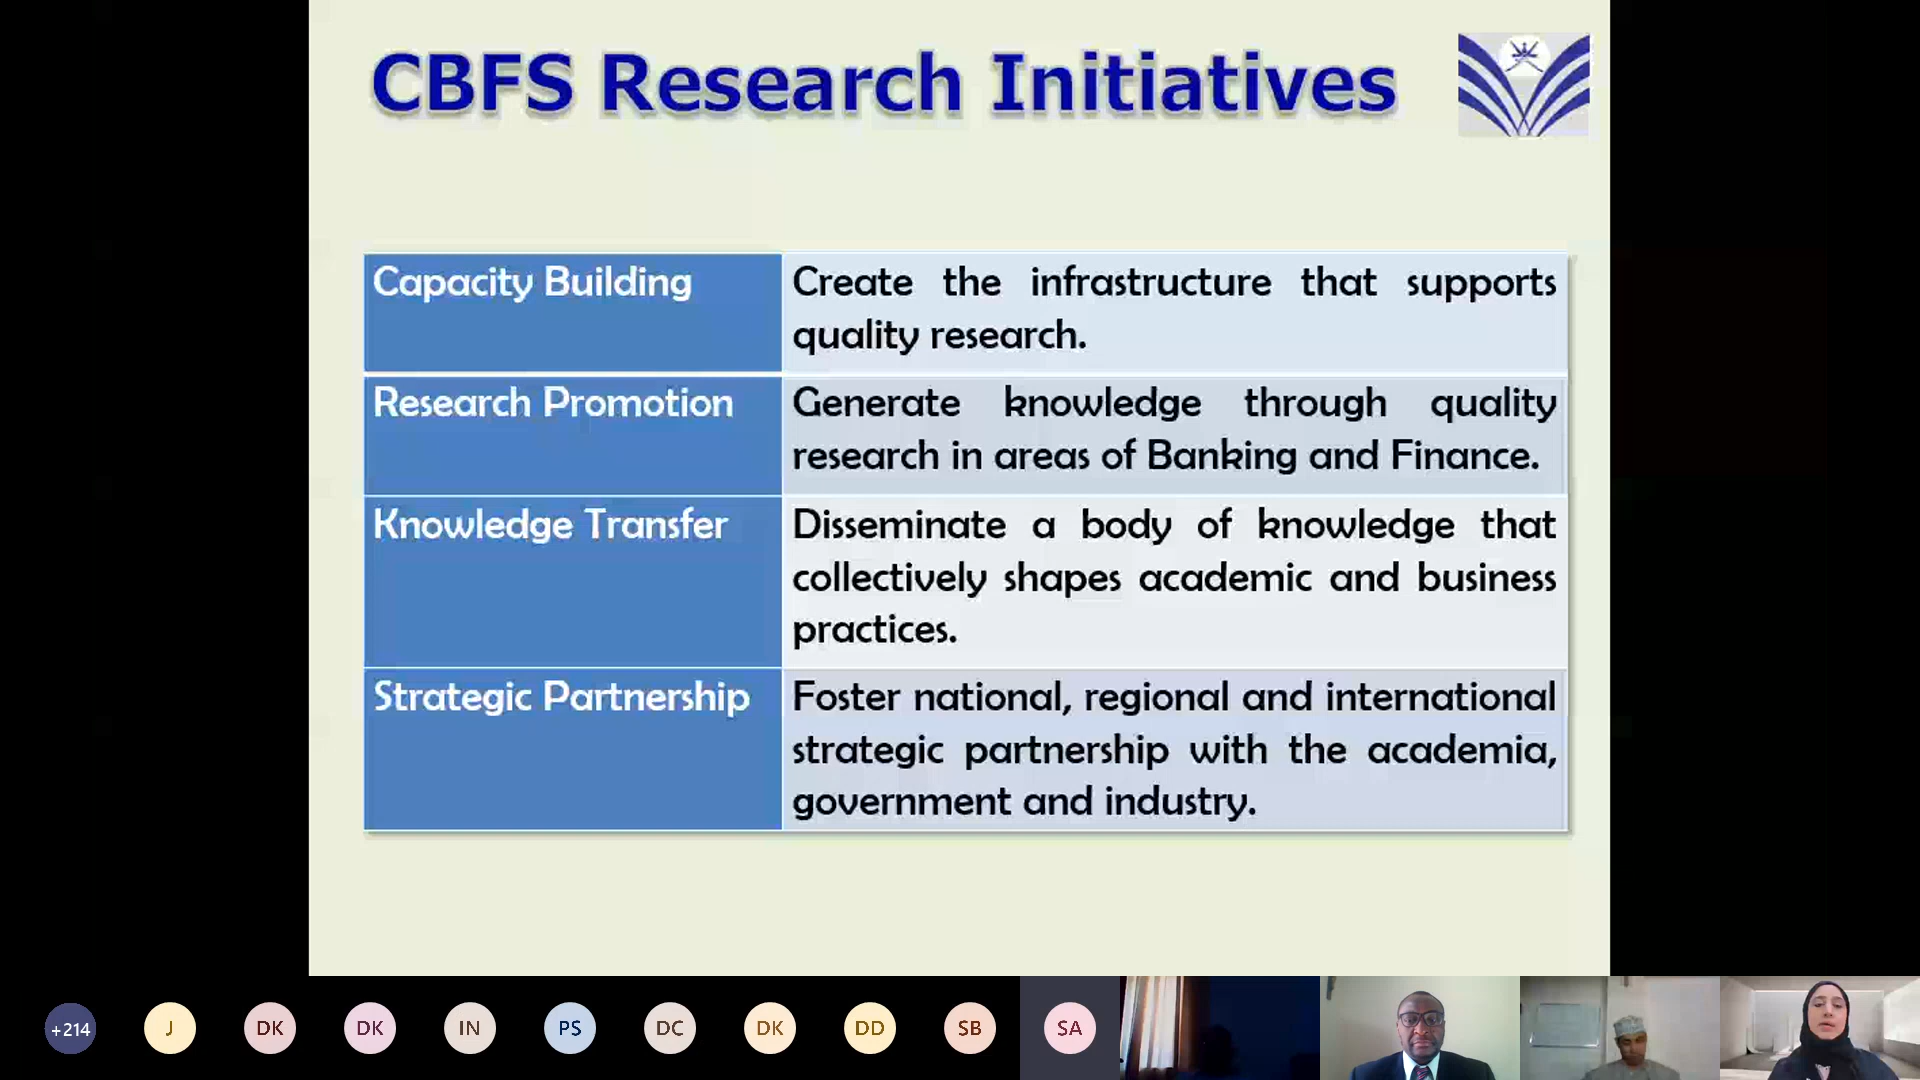 CBFS Research Initiatives
Capacity Building
Create the infrastructure that supports
quality research.
Research Promotion
Generate knowledge through quality
research in areas of Banking and Finance.
Knowledge Transfer
Disseminate a body of knowledge that
collectively shapes academic and business
practices.
Strategic Partnership
Foster national, regional and international
strategic partnership with the academia,
government and industry.
+214
J
DK
DK
IN
PS
DC
DK
DD
SB
SA